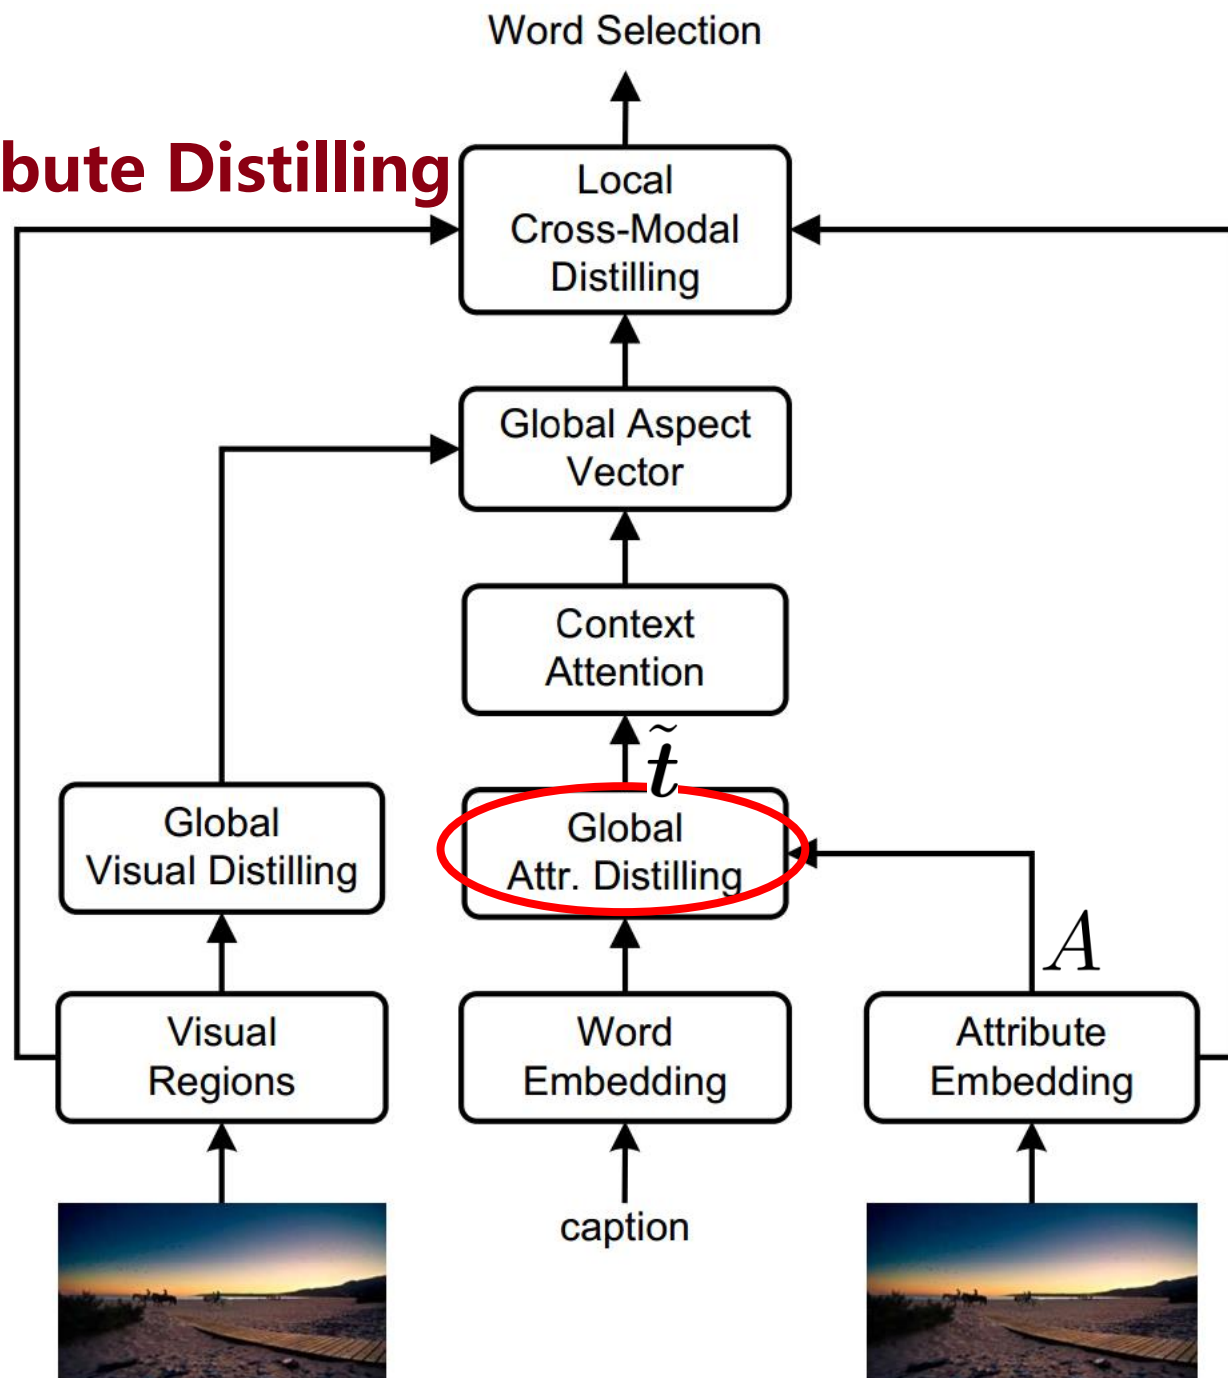 Word Selection
bute Distilling
Local
Cross-Modal
Distilling
Global Aspect
Vector
Context
Attention
t̃
Global
Visual Distilling
Global
Attr. Distilling
A
Visual
Regions
Word
Embedding
Attribute
Embedding
caption